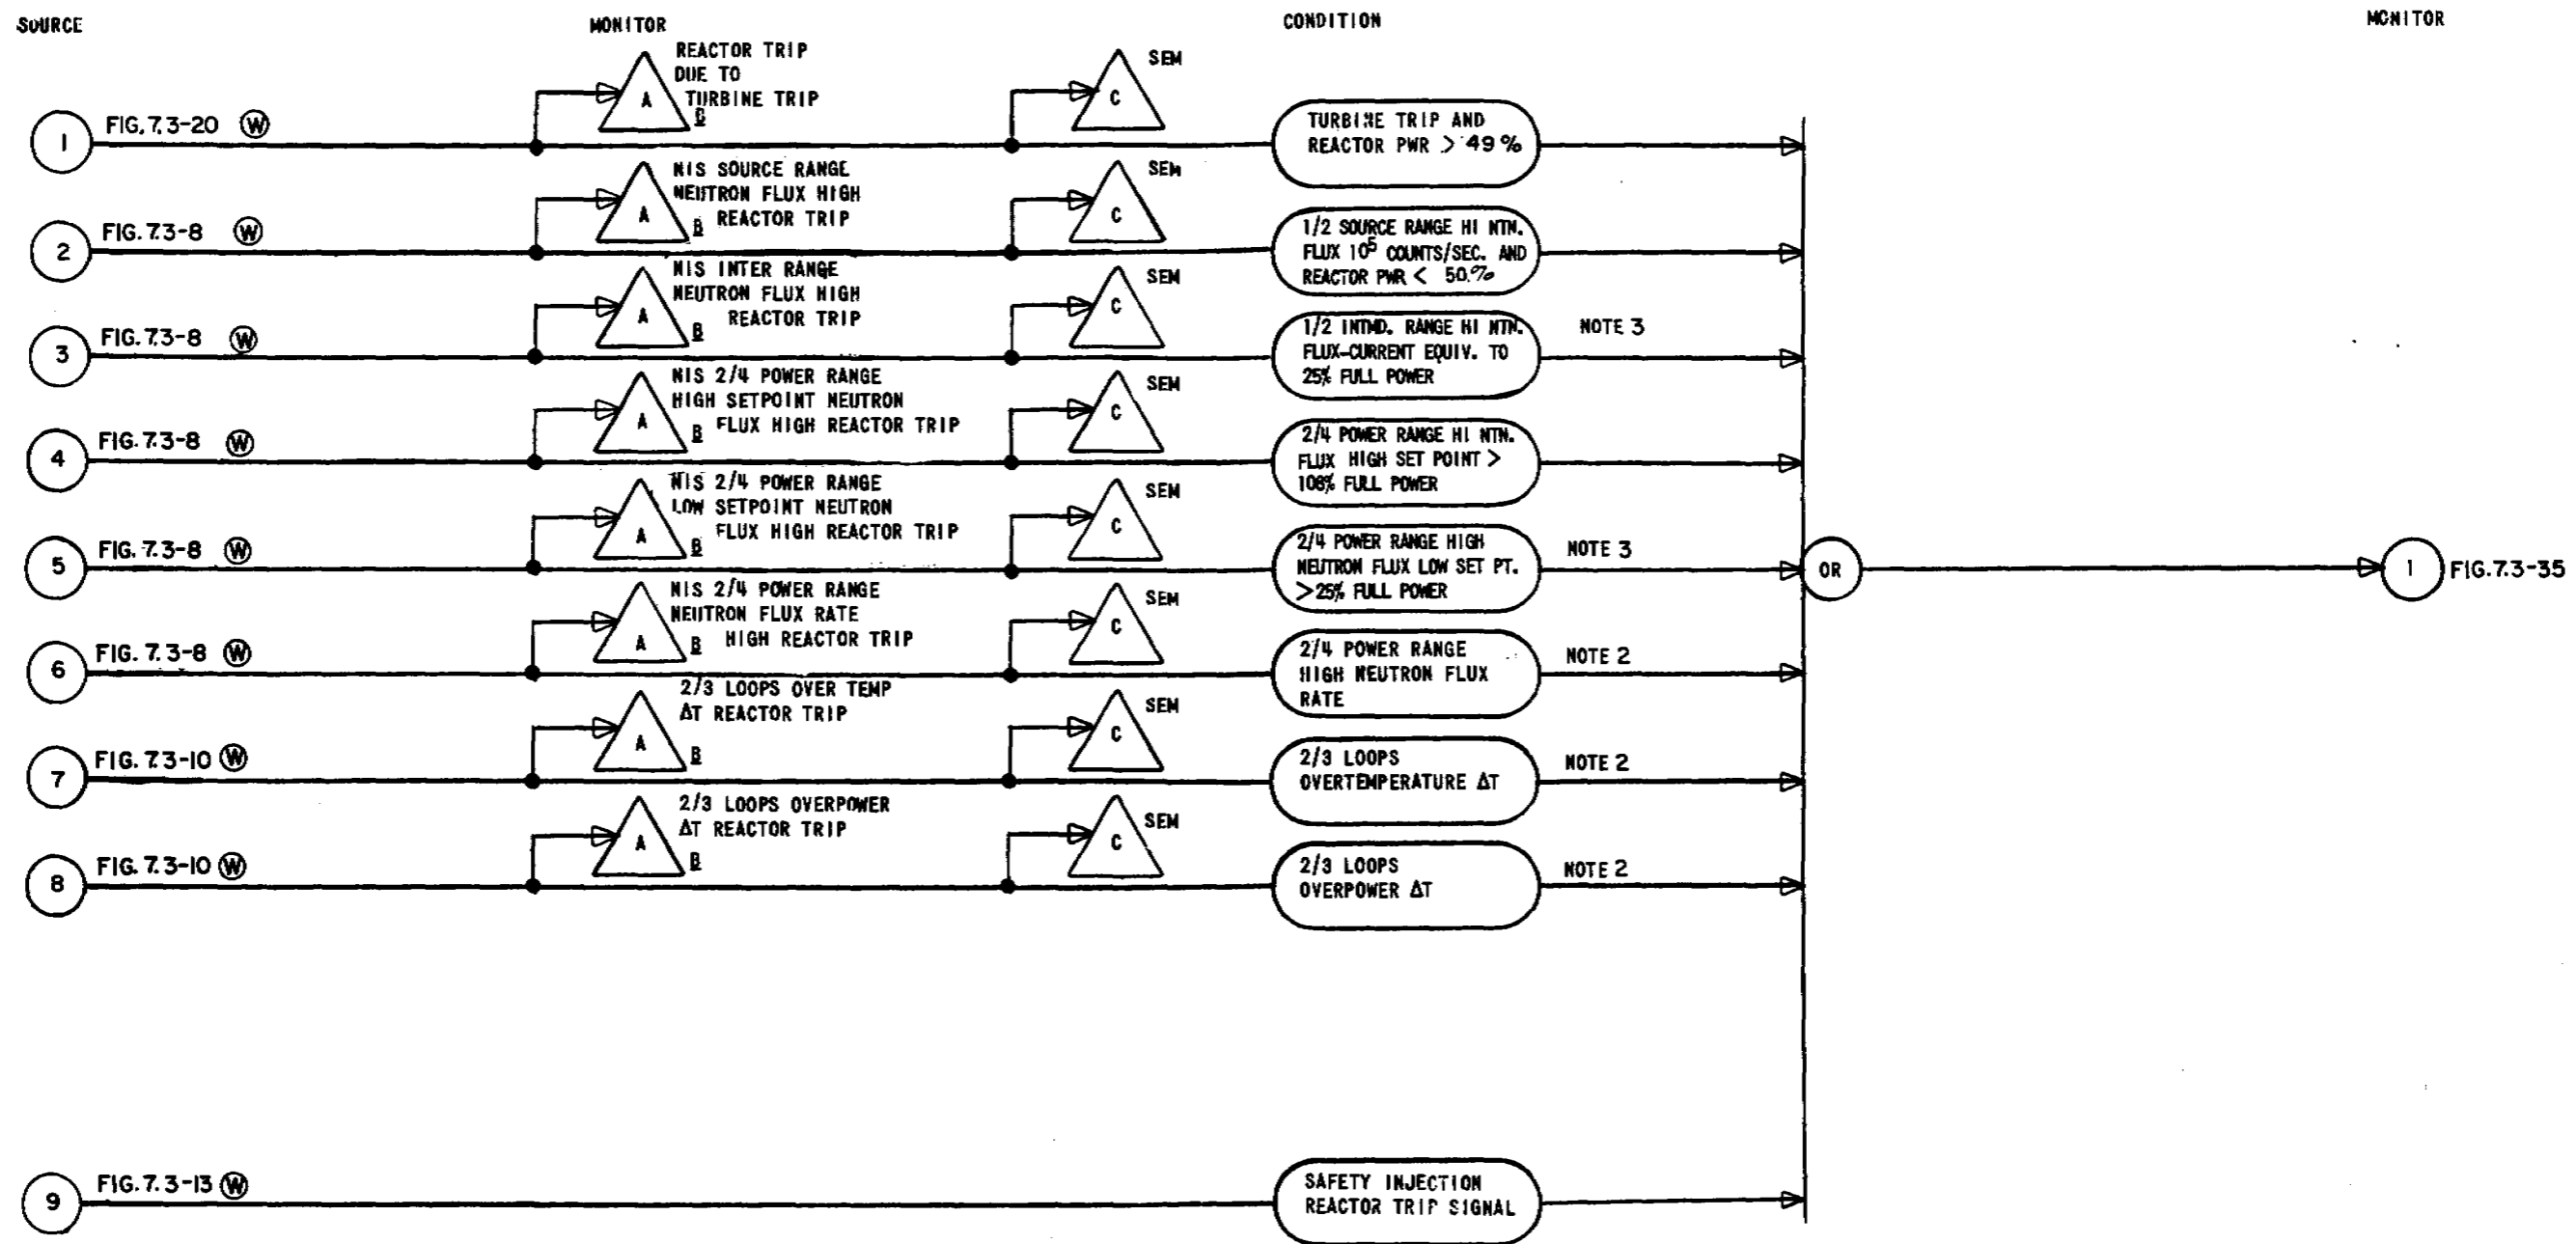 SOURCE
MONITOR
CONDITION
MONITOR
REACTOR TRIP
DUE TO
TURBINE TRIP
A
B
SEM
C
1
FIG. 7.3-20 W
TURBINE TRIP AND
REACTOR PWR > 49%
NIS SOURCE RANGE
NEUTRON FLUX HIGH
REACTOR TRIP
A
B
SEM
C
2
FIG. 7.3-8 W
1/2 SOURCE RANGE HI NTN.
FLUX 10⁵ COUNTS/SEC. AND
REACTOR PWR < 50.%
NIS INTER RANGE
NEUTRON FLUX HIGH
REACTOR TRIP
A
B
SEM
C
3
FIG. 7.3-8 W
1/2 INTMD. RANGE HI NTN.
FLUX-CURRENT EQUIV. TO
25% FULL POWER
NOTE 3
NIS 2/4 POWER RANGE
HIGH SETPOINT NEUTRON
FLUX HIGH REACTOR TRIP
A
B
SEM
C
4
FIG. 7.3-8 W
2/4 POWER RANGE HI NTN.
FLUX HIGH SET POINT >
108% FULL POWER
NIS 2/4 POWER RANGE
LOW SETPOINT NEUTRON
FLUX HIGH REACTOR TRIP
A
B
SEM
C
5
FIG. 7.3-8 W
2/4 POWER RANGE HIGH
NEUTRON FLUX LOW SET PT.
>25% FULL POWER
NOTE 3
OR
1
FIG. 7.3-35
NIS 2/4 POWER RANGE
NEUTRON FLUX RATE
HIGH REACTOR TRIP
A
B
SEM
C
6
FIG. 7.3-8 W
2/4 POWER RANGE
HIGH NEUTRON FLUX
RATE
NOTE 2
2/3 LOOPS OVER TEMP
ΔT REACTOR TRIP
A
B
SEM
C
7
FIG. 7.3-10 W
2/3 LOOPS
OVERTEMPERATURE ΔT
NOTE 2
2/3 LOOPS OVERPOWER
ΔT REACTOR TRIP
A
B
SEM
C
8
FIG. 7.3-10 W
2/3 LOOPS
OVERPOWER ΔT
NOTE 2
9
FIG. 7.3-13 W
SAFETY INJECTION
REACTOR TRIP SIGNAL